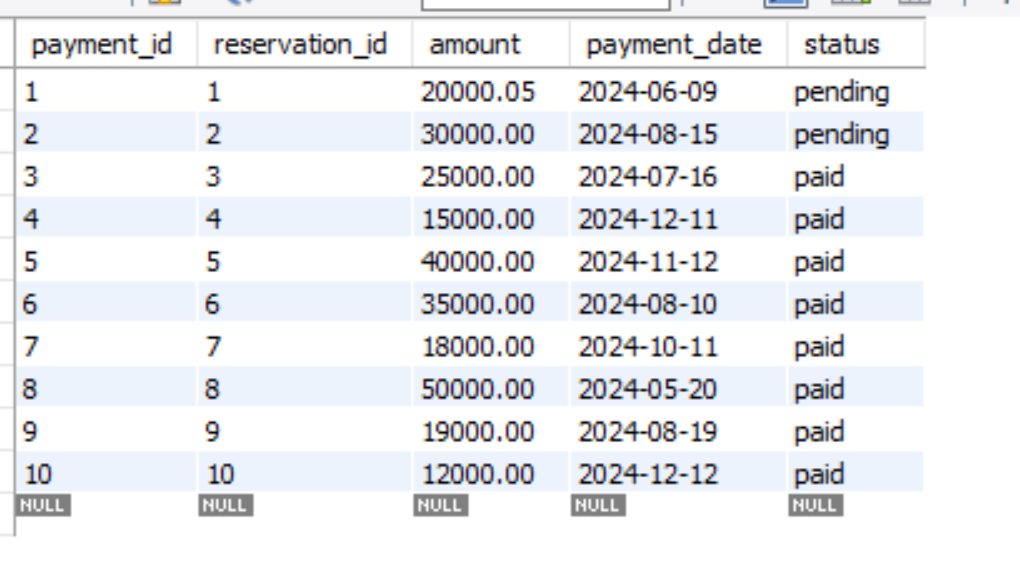 payment_id reservation_id amount payment_date status
1 1 20000.05 2024-06-09 pending
2 2 30000.00 2024-08-15 pending
3 3 25000.00 2024-07-16 paid
4 4 15000.00 2024-12-11 paid
5 5 40000.00 2024-11-12 paid
6 6 35000.00 2024-08-10 paid
7 7 18000.00 2024-10-11 paid
8 8 50000.00 2024-05-20 paid
9 9 19000.00 2024-08-19 paid
10 10 12000.00 2024-12-12 paid
NULL NULL NULL NULL NULL